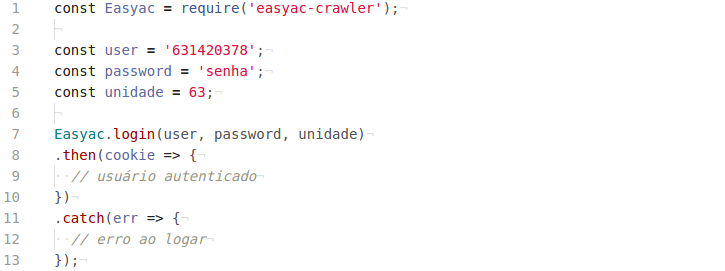 1 const Easyac = require('easyac-crawler');¬
2 ¬
3 const user = '631420378';¬
4 const password = 'senha';¬
5 const unidade = 63;¬
6 ¬
7 Easyac.login(user, password, unidade)¬
8 .then(cookie => {¬
9 ··// usuário autenticado¬
10 })¬
11 .catch(err => {¬
12 ··// erro ao logar¬
13 });¬